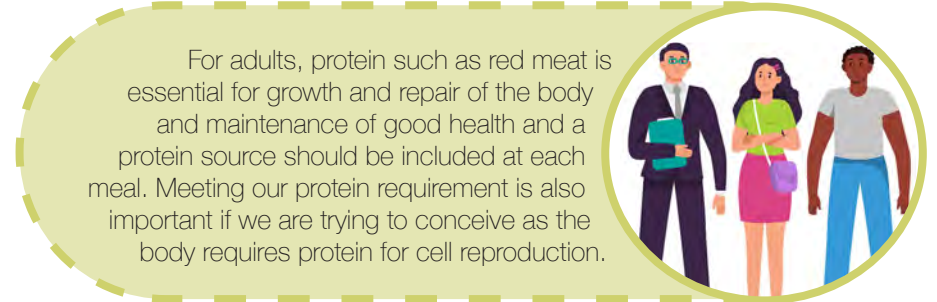 For adults, protein such as red meat is
essential for growth and repair of the body
and maintenance of good health and a
protein source should be included at each
meal. Meeting our protein requirement is also
important if we are trying to conceive as the
body requires protein for cell reproduction.